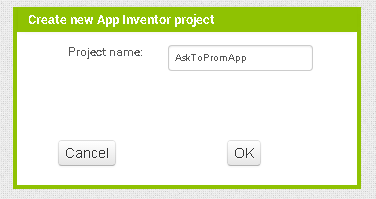 Create new App Inventor project
Project name: AskToPromApp
Cancel OK